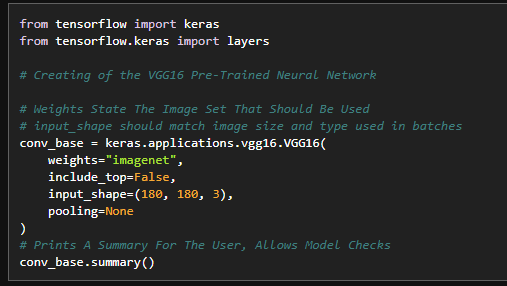 from tensorflow import keras
from tensorflow.keras import layers
# Creating of the VGG16 Pre-Trained Neural Network
# Weights State The Image Set That Should Be Used
# input_shape should match image size and type used in batches
conv_base = keras.applications.vgg16.VGG16(
    weights="imagenet",
    include_top=False,
    input_shape=(180, 180, 3),
    pooling=None
)
# Prints A Summary For The User, Allows Model Checks
conv_base.summary()